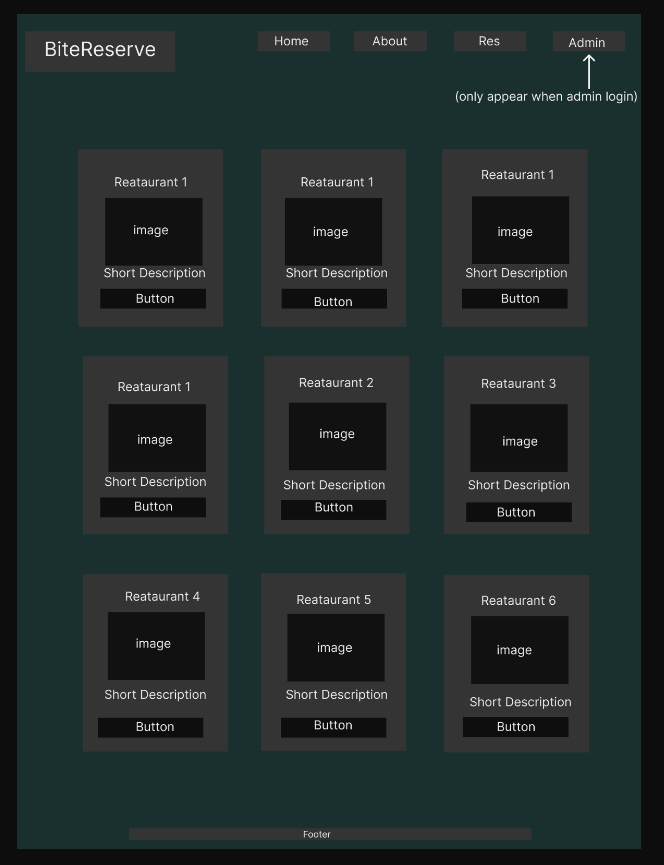 BiteReserve
Home
About
Res
Admin
(only appear when admin login)
Reataurant 1
image
Short Description
Button
Reataurant 1
image
Short Description
Button
Reataurant 1
image
Short Description
Button
Reataurant 1
image
Short Description
Button
Reataurant 2
image
Short Description
Button
Reataurant 3
image
Short Description
Button
Reataurant 4
image
Short Description
Button
Reataurant 5
image
Short Description
Button
Reataurant 6
image
Short Description
Button
Footer